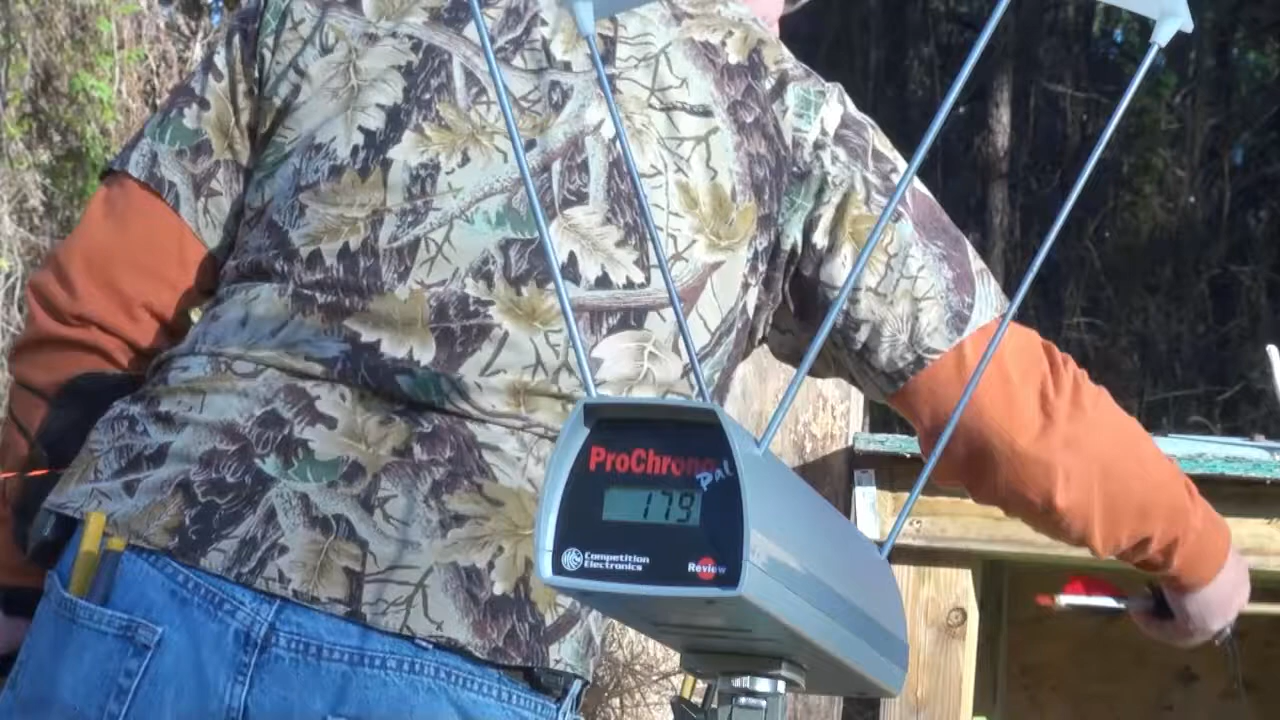 ProChrono
Pal
179
Competition
Electronics
Review